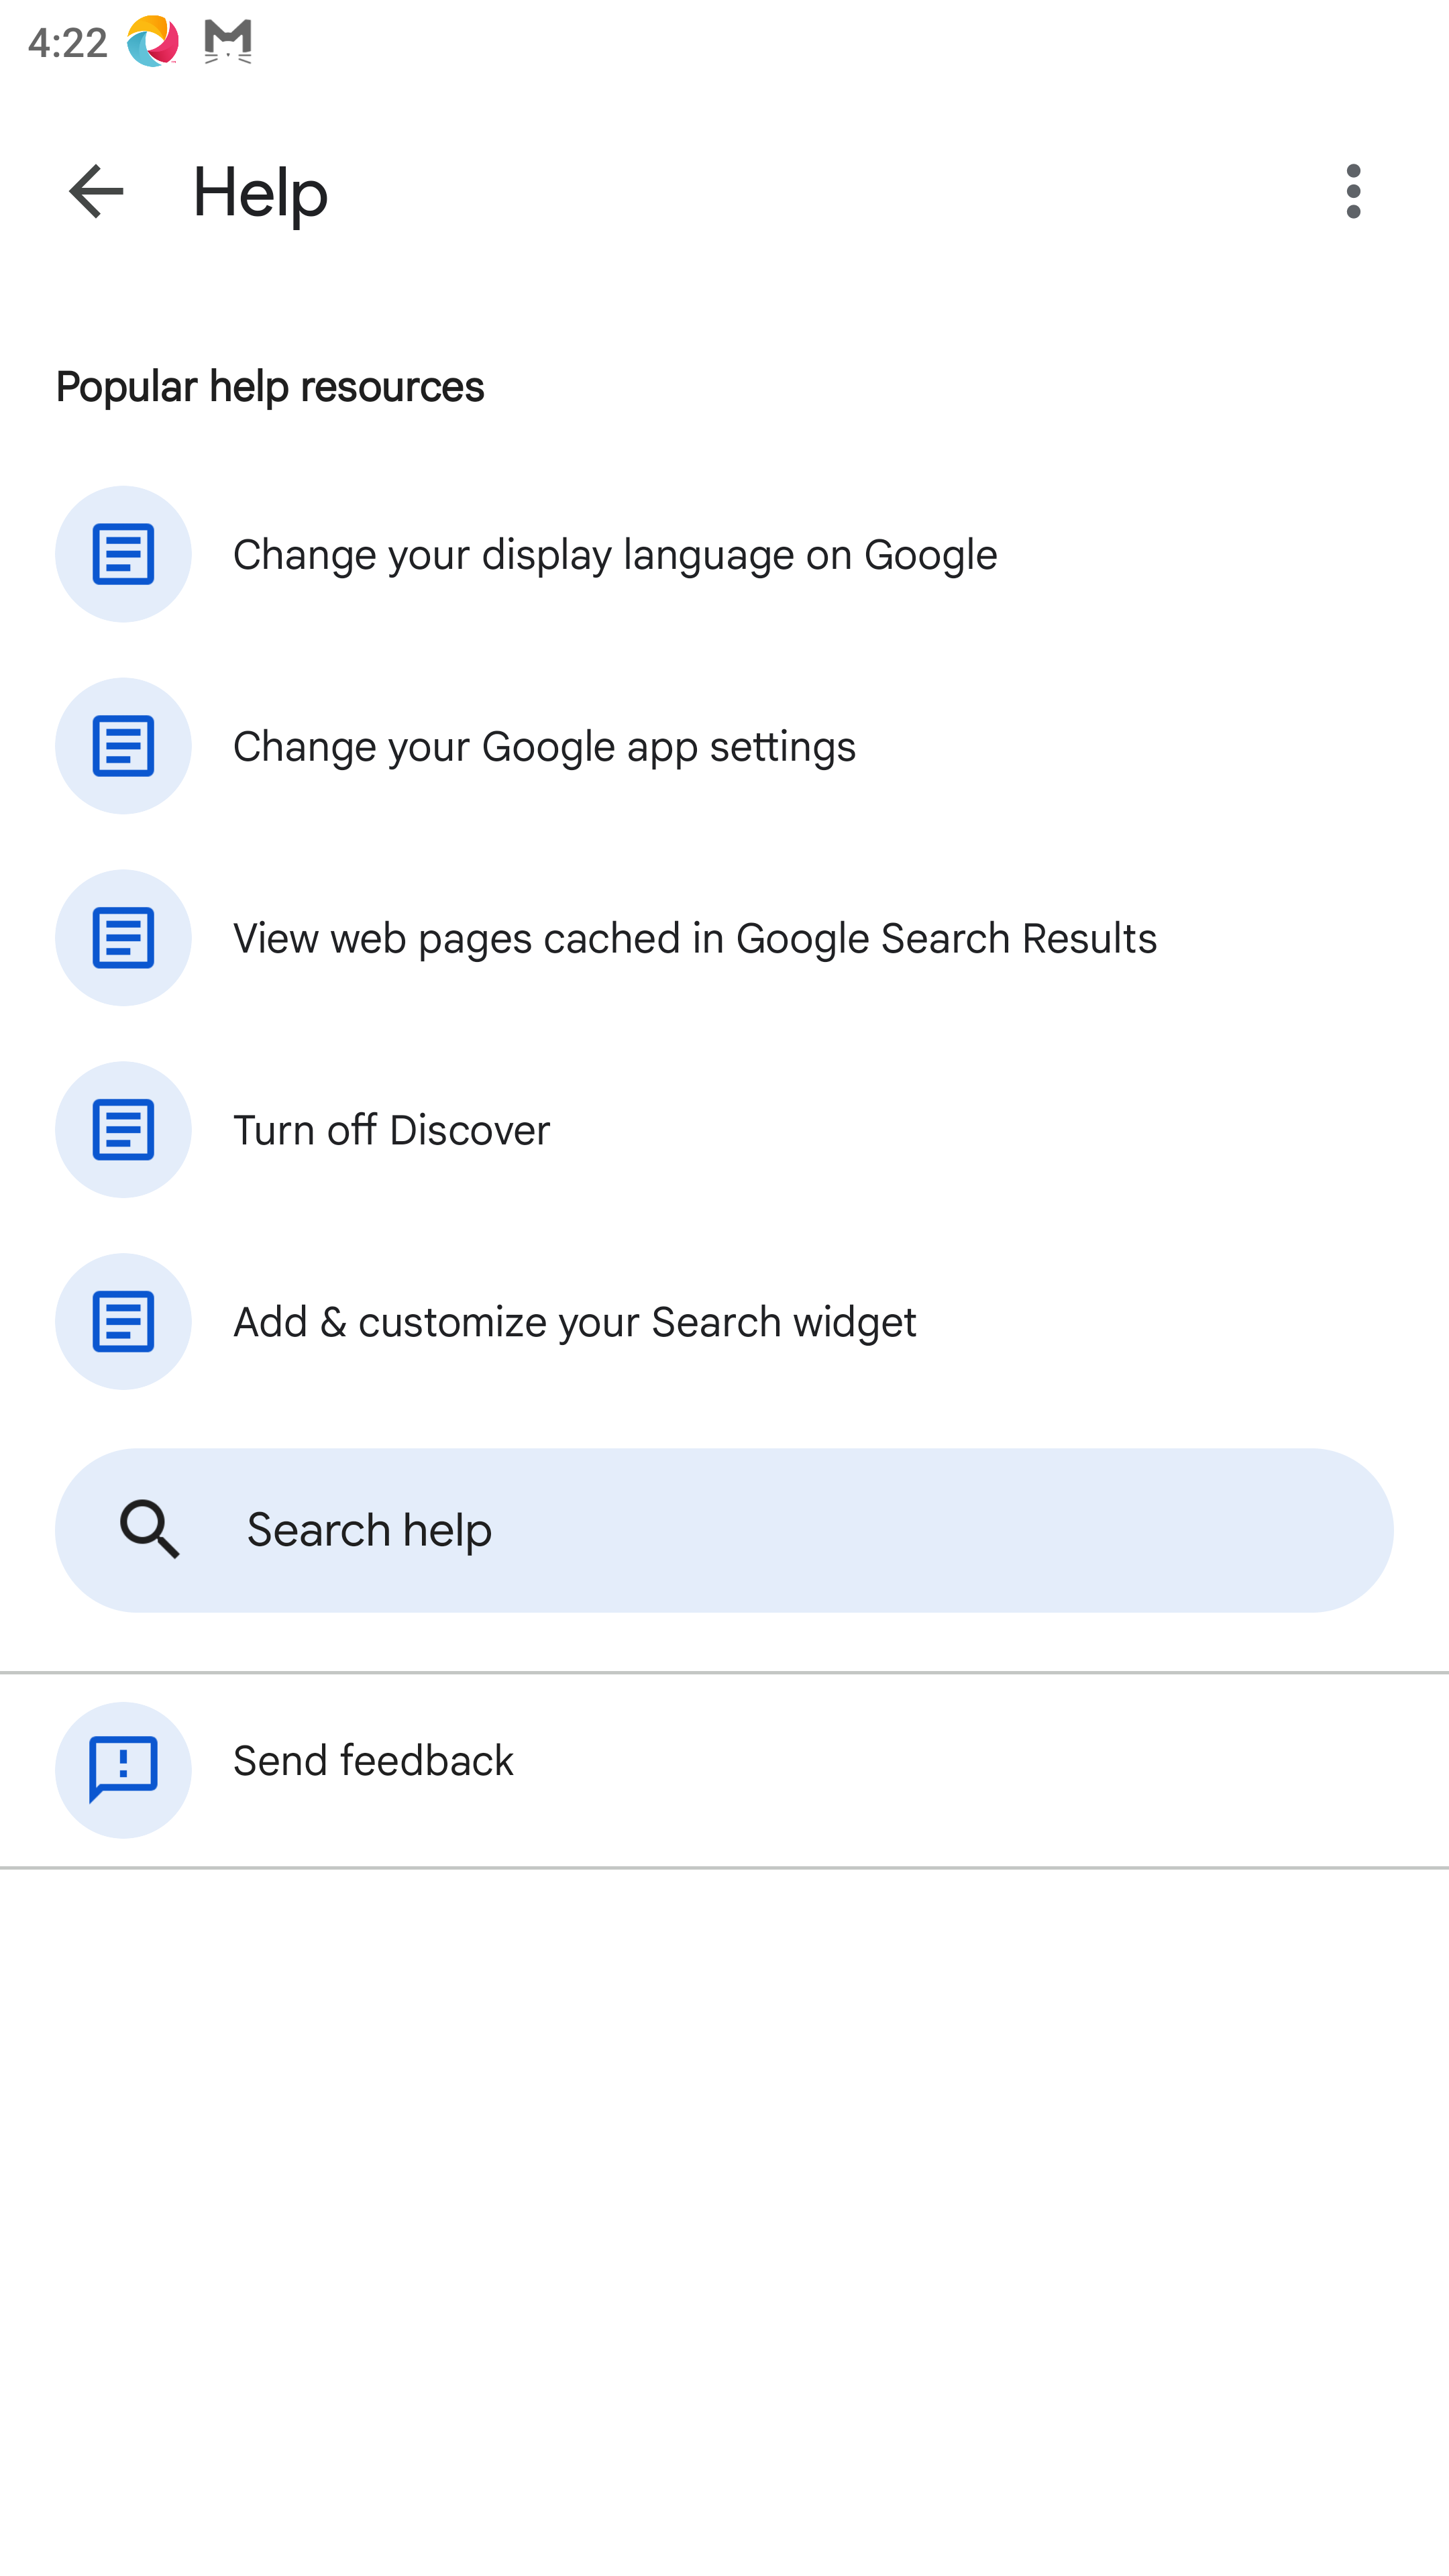 4:22
Help
Popular help resources
Change your display language on Google
Change your Google app settings
View web pages cached in Google Search Results
Turn off Discover
Add & customize your Search widget
Search help
Send feedback